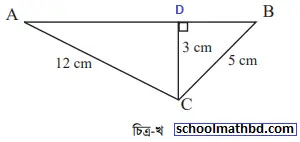 A D B
3 cm
12 cm 5 cm
C
চিত্র-খ schoolmathbd.com